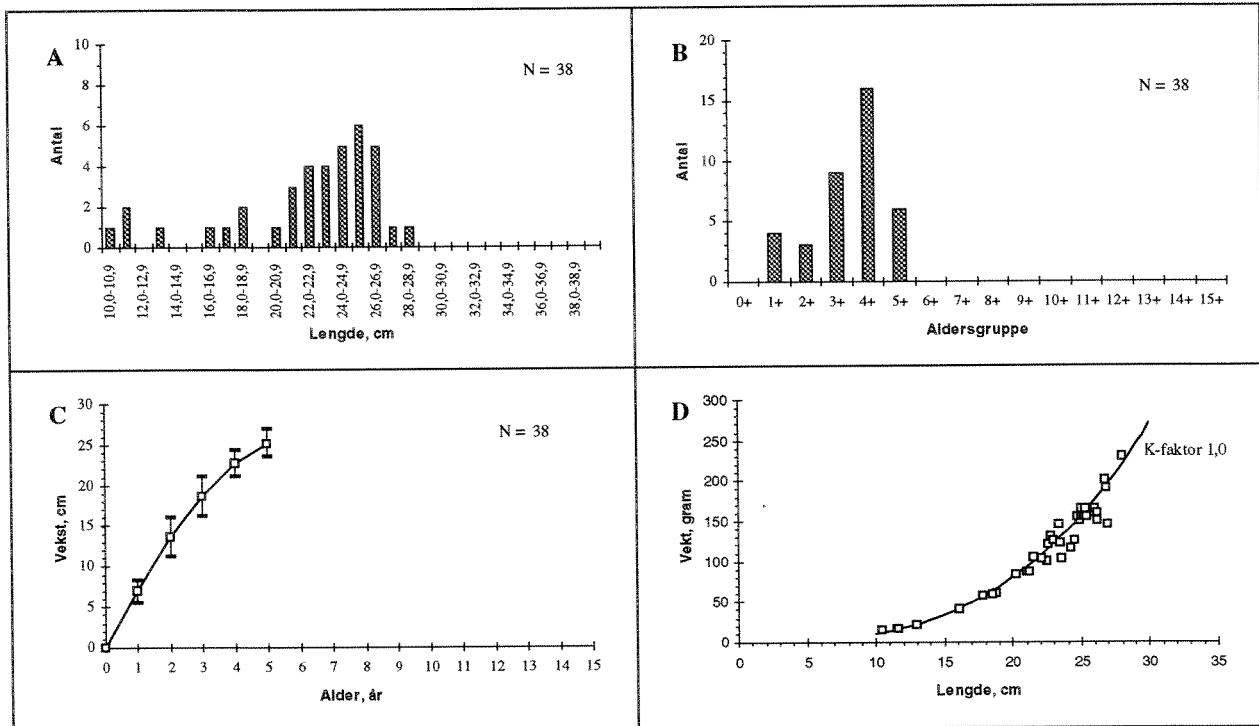 A
N = 38
Antal
10
8
6
4
2
0
10,0-10,9
12,0-12,9
14,0-14,9
16,0-16,9
18,0-18,9
20,0-20,9
22,0-22,9
24,0-24,9
26,0-26,9
28,0-28,9
30,0-30,9
32,0-32,9
34,0-34,9
36,0-36,9
38,0-38,9
Lengde, cm
B
N = 38
Antal
20
15
10
5
0
0+ 1+ 2+ 3+ 4+ 5+ 6+ 7+ 8+ 9+ 10+ 11+ 12+ 13+ 14+ 15+
Aldersgruppe
C
N = 38
Vekst, cm
30
25
20
15
10
5
0
0 1 2 3 4 5 6 7 8 9 10 11 12 13 14 15
Alder, år
D
K-faktor 1,0
Vekt, gram
300
250
200
150
100
50
0
0 5 10 15 20 25 30 35
Lengde, cm